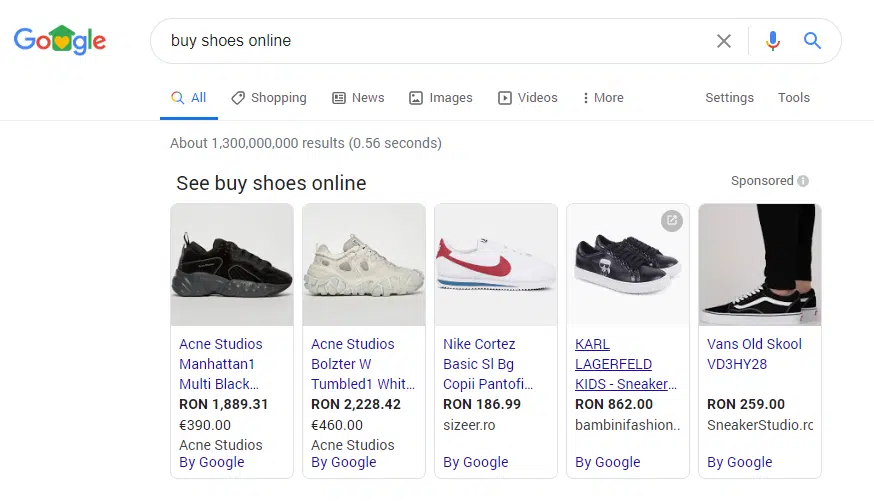 Google
buy shoes online
All Shopping News Images Videos More Settings Tools
About 1,300,000,000 results (0.56 seconds)
See buy shoes online
Sponsored
Acne Studios
Manhattan1
Multi Black...
RON 1,889.31
€390.00
Acne Studios
By Google
Acne Studios
Bolzter W
Tumbled1 Whit...
RON 2,228.42
€460.00
Acne Studios
By Google
Nike Cortez
Basic Sl Bg
Copii Pantofi...
RON 186.99
sizeer.ro
By Google
KARL
LAGERFELD
KIDS - Sneaker...
RON 862.00
bambinifashion..
By Google
Vans Old Skool
VD3HY28
RON 259.00
SneakerStudio.ro
By Google